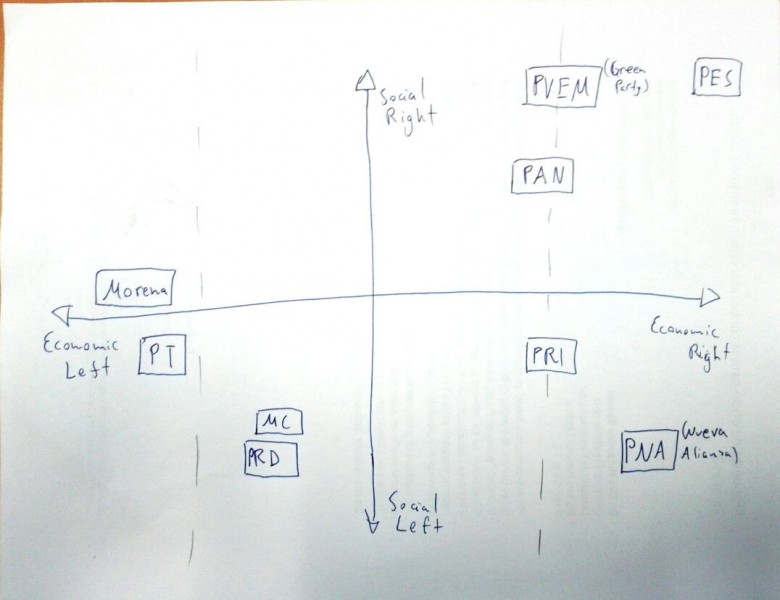 PVEM
(Green
Party)
PES
Social
Right
PAN
Morena
Economic
Left
PT
PRI
Economic
Right
MC
PRD
PNA
(Nueva
Alianza)
Social
Left